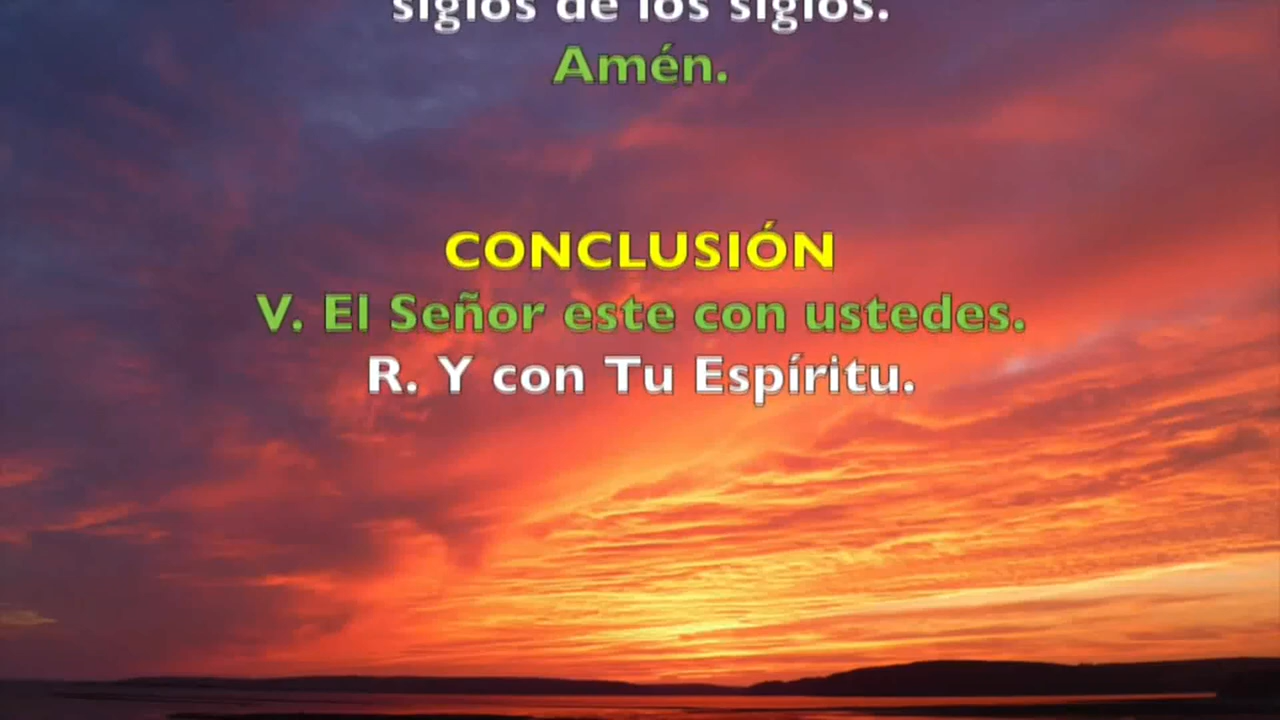 siglos de los siglos.
Amén.
CONCLUSIÓN
V. El Señor este con ustedes.
R. Y con Tu Espíritu.